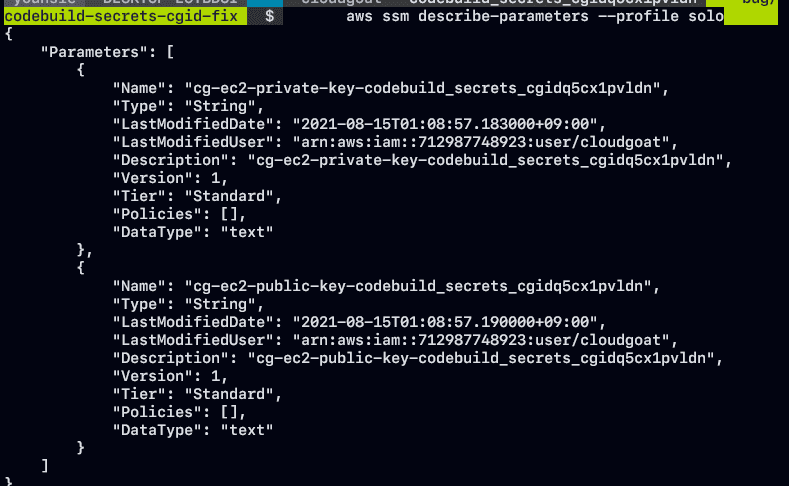 codebuild-secrets-cgid-fix $ aws ssm describe-parameters --profile solo
{
    "Parameters": [
        {
            "Name": "cg-ec2-private-key-codebuild_secrets_cgidq5cx1pvldn",
            "Type": "String",
            "LastModifiedDate": "2021-08-15T01:08:57.183000+09:00",
            "LastModifiedUser": "arn:aws:iam::712987748923:user/cloudgoat",
            "Description": "cg-ec2-private-key-codebuild_secrets_cgidq5cx1pvldn",
            "Version": 1,
            "Tier": "Standard",
            "Policies": [],
            "DataType": "text"
        },
        {
            "Name": "cg-ec2-public-key-codebuild_secrets_cgidq5cx1pvldn",
            "Type": "String",
            "LastModifiedDate": "2021-08-15T01:08:57.190000+09:00",
            "LastModifiedUser": "arn:aws:iam::712987748923:user/cloudgoat",
            "Description": "cg-ec2-public-key-codebuild_secrets_cgidq5cx1pvldn",
            "Version": 1,
            "Tier": "Standard",
            "Policies": [],
            "DataType": "text"
        }
    ]
}